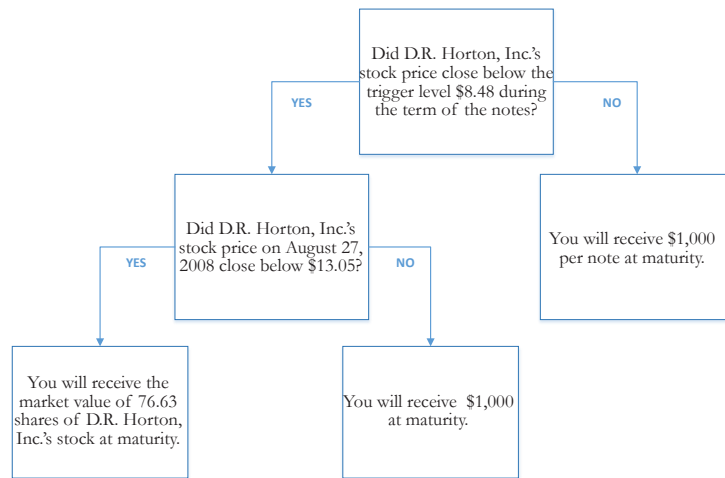 Did D.R. Horton, Inc.'s
stock price close below the
trigger level $8.48 during
the term of the notes?
YES
NO
Did D.R. Horton, Inc.'s
stock price on August 27,
2008 close below $13.05?
You will receive $1,000
per note at maturity.
YES
NO
You will receive the
market value of 76.63
shares of D.R. Horton,
Inc.'s stock at maturity.
You will receive $1,000
at maturity.